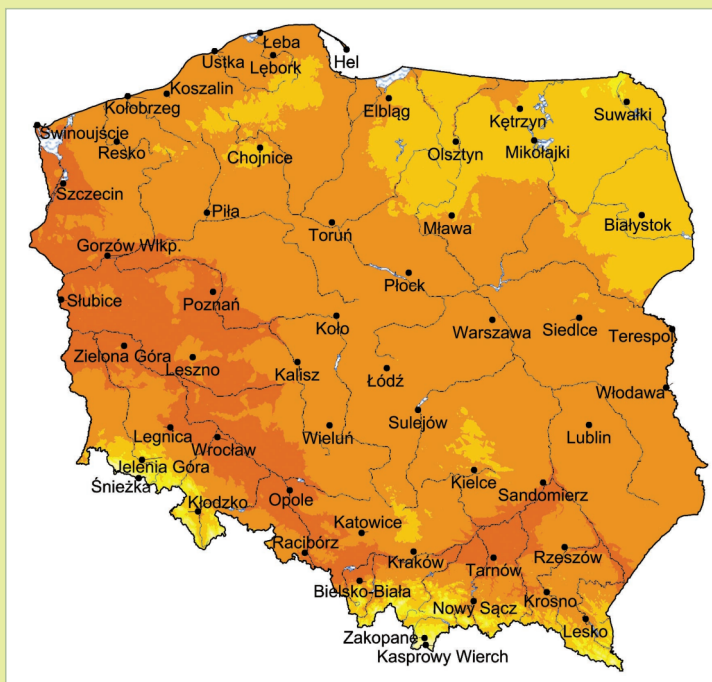 Łeba
Ustka
Lębork
Hel
Koszalin
Kołobrzeg
Elbląg
Kętrzyn
Suwałki
Świnoujście
Resko
Chojnice
Olsztyn
Mikołajki
Szczecin
Piła
Toruń
Mława
Białystok
Gorzów Wlkp.
Płock
Słubice
Poznań
Koło
Warszawa
Siedlce
Terespol
Zielona Góra
Leszno
Kalisz
Łódź
Włodawa
Sulejów
Legnica
Wrocław
Wieluń
Lublin
Jelenia Góra
Śnieżka
Kielce
Sandomierz
Kłodzko
Opole
Katowice
Racibórz
Kraków
Tarnów
Rzeszów
Bielsko-Biała
Nowy Sącz
Krosno
Lesko
Zakopane
Kasprowy Wierch